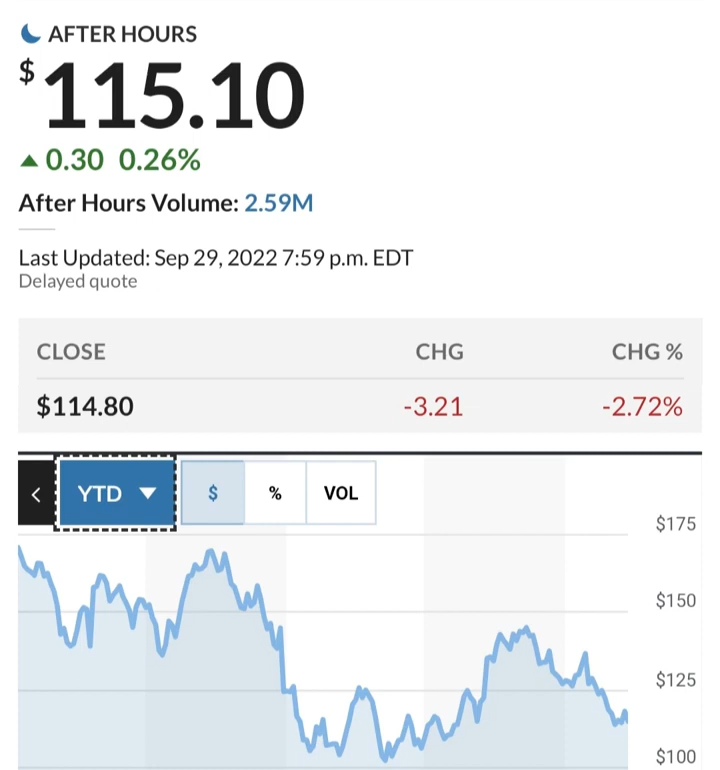 AFTER HOURS
$115.10
0.30 0.26%
After Hours Volume: 2.59M
Last Updated: Sep 29, 2022 7:59 p.m. EDT
Delayed quote
CLOSE CHG CHG %
$114.80 -3.21 -2.72%
YTD $ % VOL
$175
$150
$125
$100